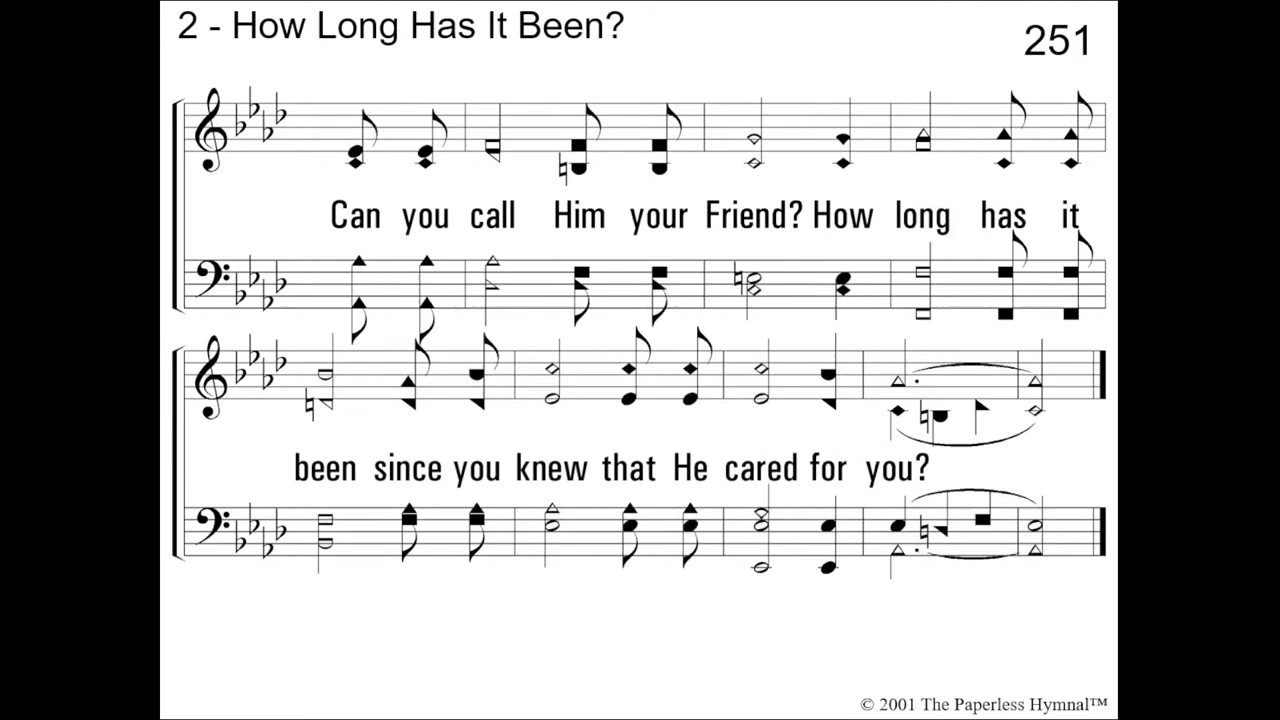 2 - How Long Has It Been?
251
Can you call Him your Friend? How long has it
been since you knew that He cared for you?
© 2001 The Paperless Hymnal™